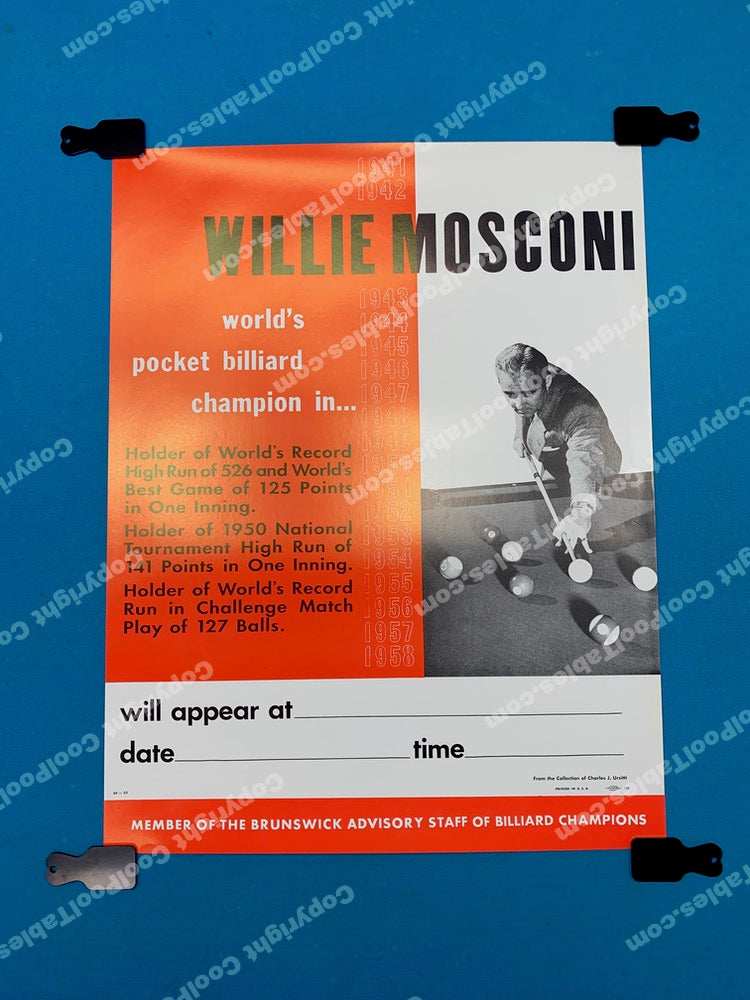 1941
1942
WILLIE MOSCONI
world's
pocket billiard
champion in...
1943
1944
1945
1946
1947
1952
1953
1954
1955
1956
1957
1958
Holder of World's Record
High Run of 526 and World's
Best Game of 125 Points
in One Inning.
Holder of 1950 National
Tournament High Run of
141 Points in One Inning.
Holder of World's Record
Run in Challenge Match
Play of 127 Balls.
will appear at
date time
From the Collection of Charles J. Ursitti
PRINTED IN U.S.A.
MEMBER OF THE BRUNSWICK ADVISORY STAFF OF BILLIARD CHAMPIONS
Copyright CoolPoolTables.com